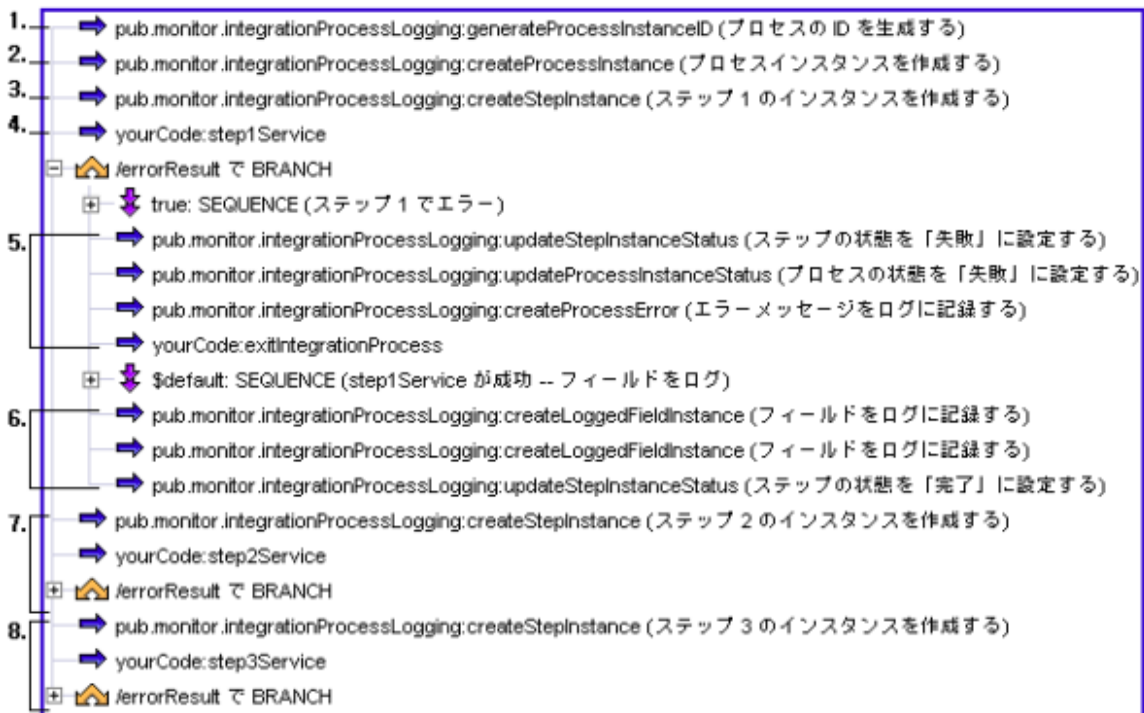 1. pub.monitor.integrationProcessLogging:generateProcessInstanceID (プロセスの ID を生成する)
2. pub.monitor.integrationProcessLogging:createProcessInstance (プロセスインスタンスを作成する)
3. pub.monitor.integrationProcessLogging:createStepInstance (ステップ 1 のインスタンスを作成する)
4. yourCode:step1Service
/errorResult で BRANCH
true: SEQUENCE (ステップ 1 でエラー)
5. pub.monitor.integrationProcessLogging:updateStepInstanceStatus (ステップの状態を「失敗」に設定する)
pub.monitor.integrationProcessLogging:updateProcessInstanceStatus (プロセスの状態を「失敗」に設定する)
pub.monitor.integrationProcessLogging:createProcessError (エラーメッセージをログに記録する)
yourCode:exitIntegrationProcess
$default: SEQUENCE (step1Service が成功 -- フィールドをログ)
6. pub.monitor.integrationProcessLogging:createLoggedFieldInstance (フィールドをログに記録する)
pub.monitor.integrationProcessLogging:createLoggedFieldInstance (フィールドをログに記録する)
pub.monitor.integrationProcessLogging:updateStepInstanceStatus (ステップの状態を「完了」に設定する)
7. pub.monitor.integrationProcessLogging:createStepInstance (ステップ 2 のインスタンスを作成する)
yourCode:step2Service
/errorResult で BRANCH
8. pub.monitor.integrationProcessLogging:createStepInstance (ステップ 3 のインスタンスを作成する)
yourCode:step3Service
/errorResult で BRANCH